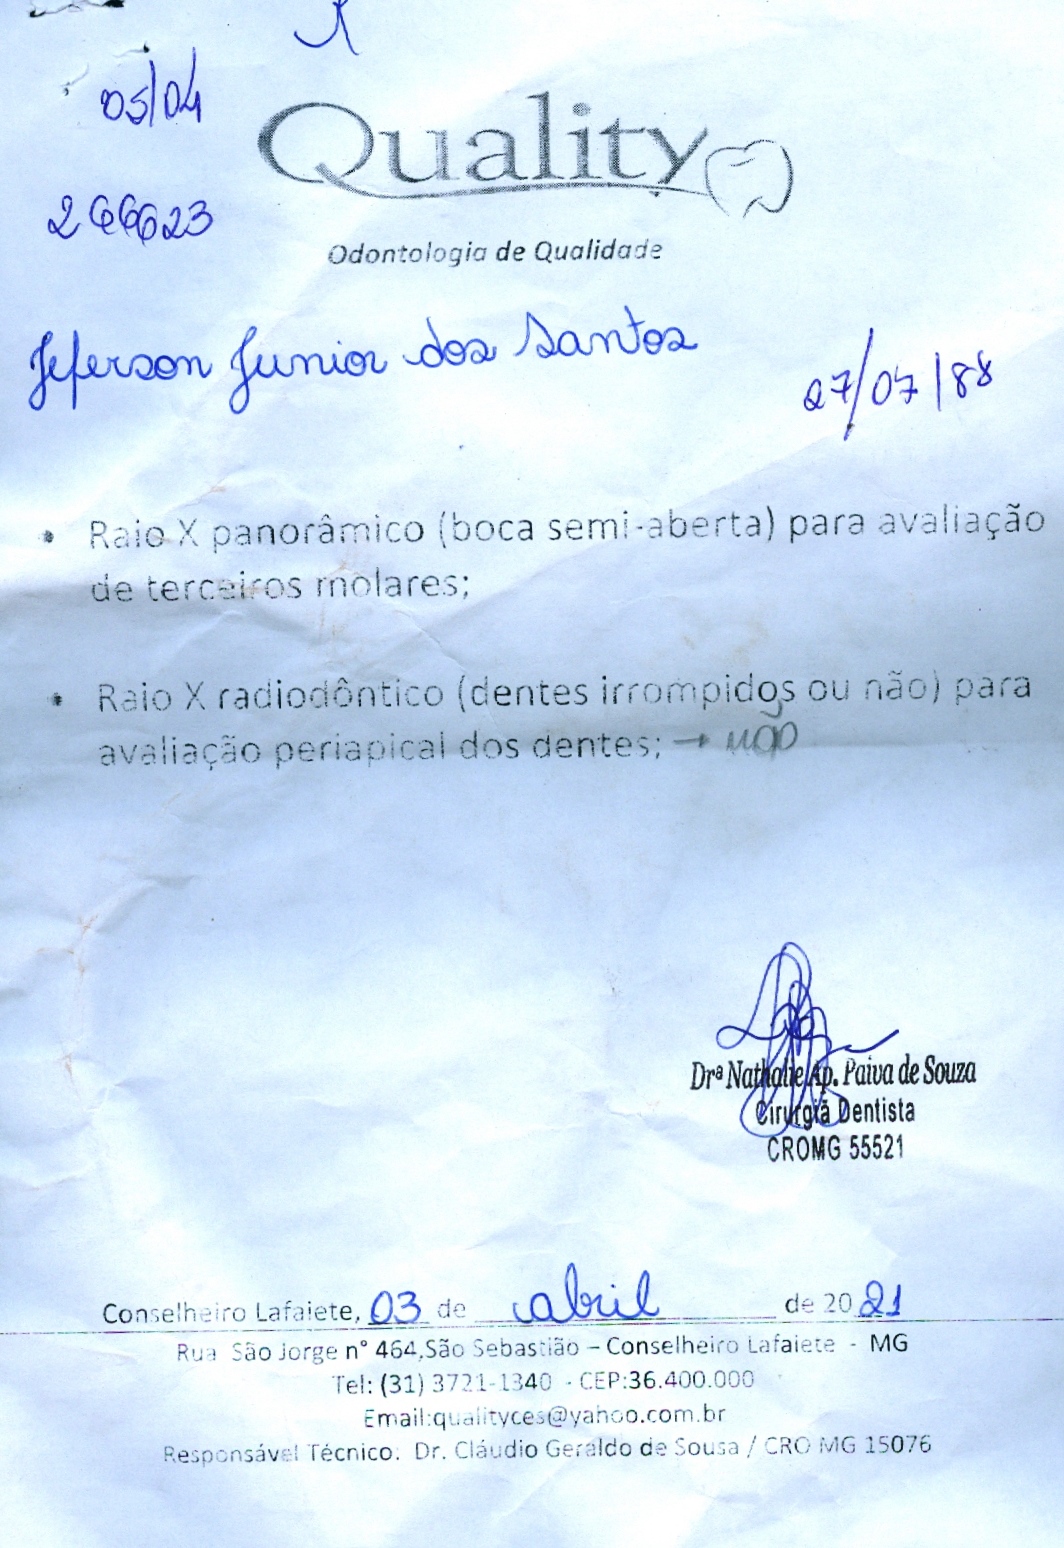 05/04
Quality
266623
Odontologia de Qualidade
Jeferson Junior dos Santos
27/07/88
• Raio X panorâmico (boca semi-aberta) para avaliação
de terceiros molares;
• Raio X radiodôntico (dentes irrompidos ou não) para
avaliação periapical dos dentes; → não
Drª Nathalie Ap. Paiva de Souza
Cirurgiã Dentista
CROMG 55521
Conselheiro Lafaiete, 03 de abril de 2021
Rua São Jorge n° 464,São Sebastião – Conselheiro Lafaiete - MG
Tel: (31) 3721-1340 - CEP:36.400.000
Email:qualityces@yahoo.com.br
Responsável Técnico: Dr. Cláudio Geraldo de Sousa / CRO MG 15076